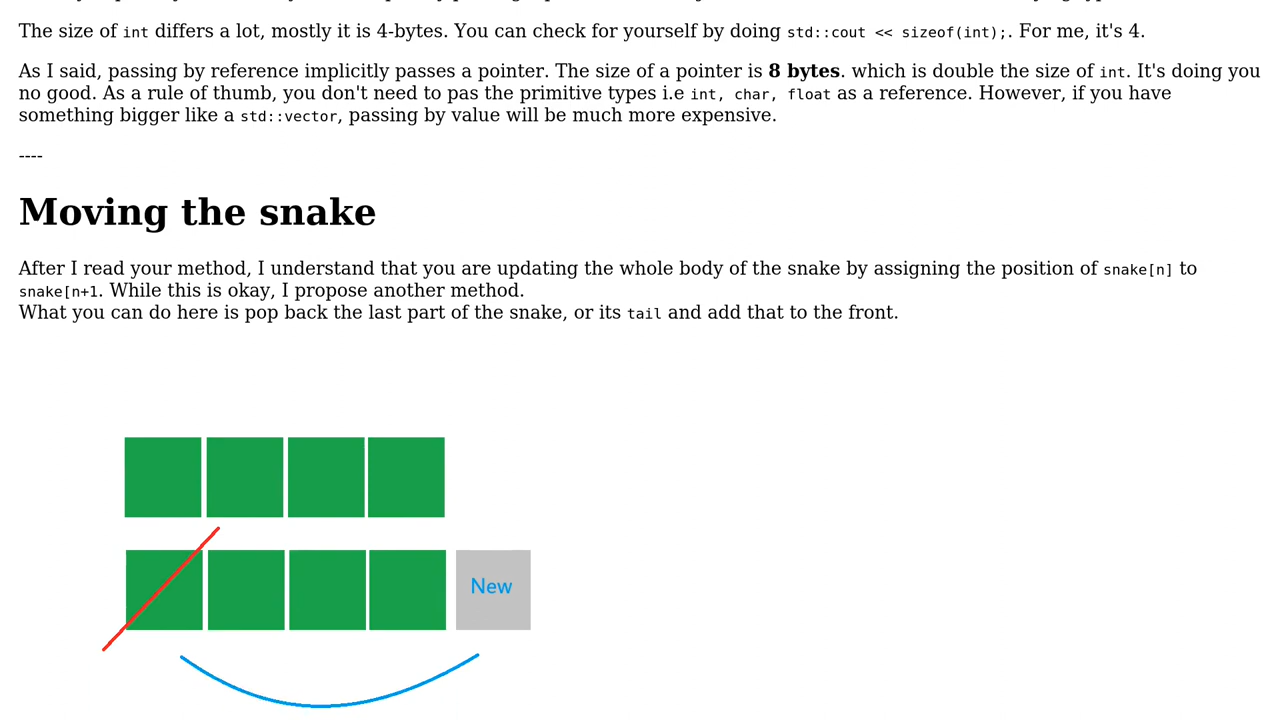 The size of int differs a lot, mostly it is 4-bytes. You can check for yourself by doing std::cout << sizeof(int);. For me, it's 4.
As I said, passing by reference implicitly passes a pointer. The size of a pointer is 8 bytes. which is double the size of int. It's doing you
no good. As a rule of thumb, you don't need to pas the primitive types i.e int, char, float as a reference. However, if you have
something bigger like a std::vector, passing by value will be much more expensive.
----
Moving the snake
After I read your method, I understand that you are updating the whole body of the snake by assigning the position of snake[n] to
snake[n+1. While this is okay, I propose another method.
What you can do here is pop back the last part of the snake, or its tail and add that to the front.
New